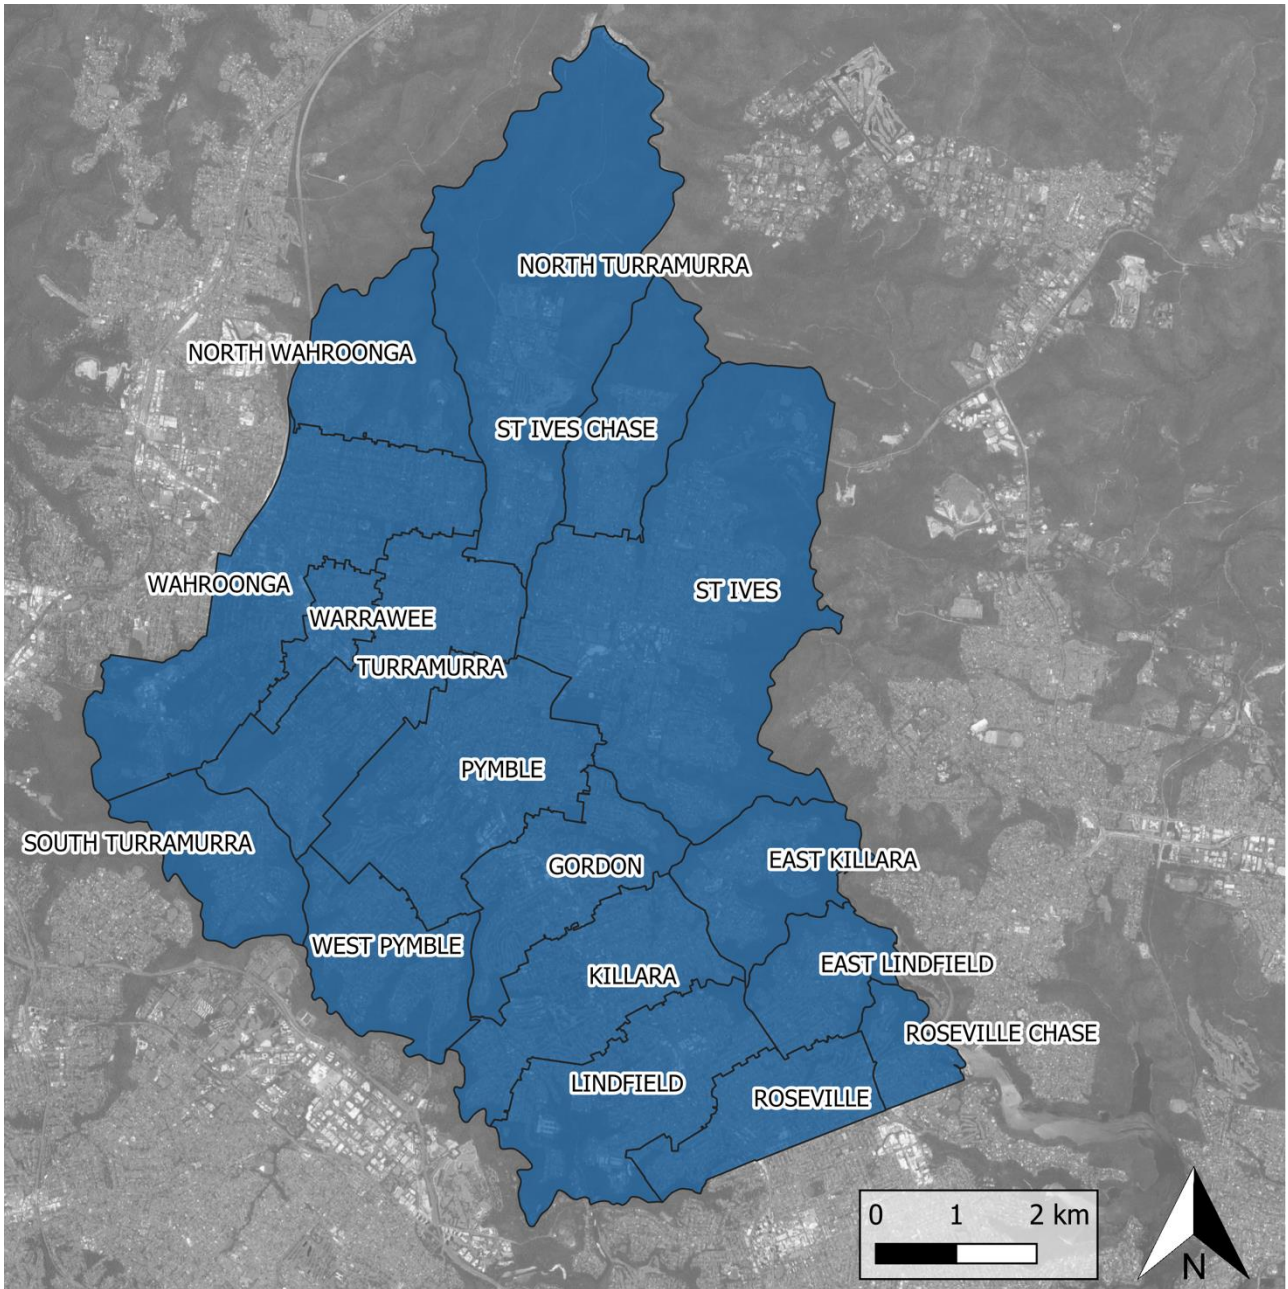 NORTH TURRAMURRA
NORTH WAHROONGA
ST IVES CHASE
WAHROONGA
ST IVES
WARRAWEE
TURRAMURRA
PYMBLE
SOUTH TURRAMURRA
GORDON
EAST KILLARA
WEST PYMBLE
KILLARA
EAST LINDFIELD
ROSEVILLE CHASE
LINDFIELD
ROSEVILLE
0 1 2 km
N